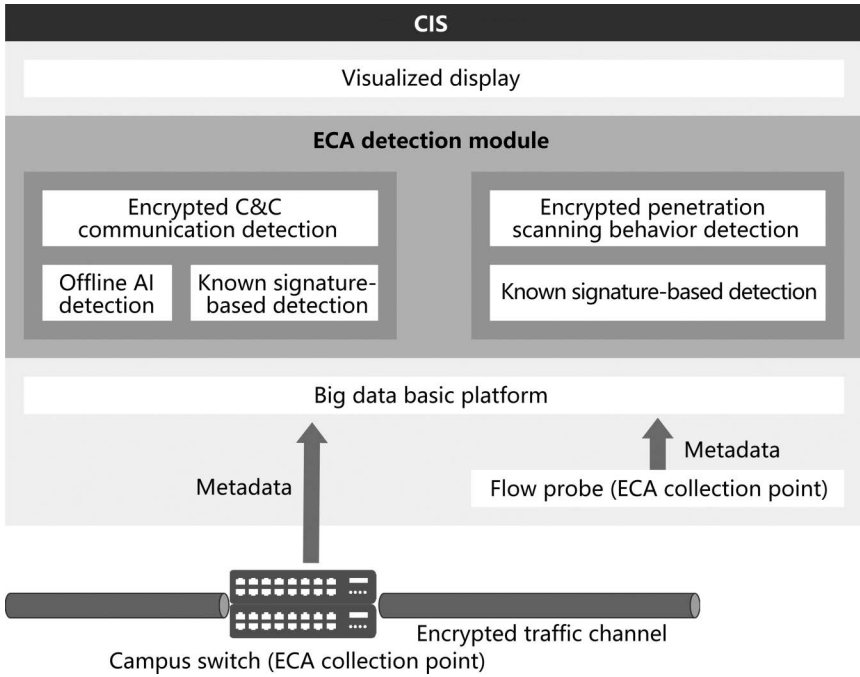 CIS
Visualized display
ECA detection module
Encrypted C&C
communication detection
Offline AI
detection
Known signature-
based detection
Encrypted penetration
scanning behavior detection
Known signature-based detection
Big data basic platform
Metadata
Metadata
Flow probe (ECA collection point)
Encrypted traffic channel
Campus switch (ECA collection point)